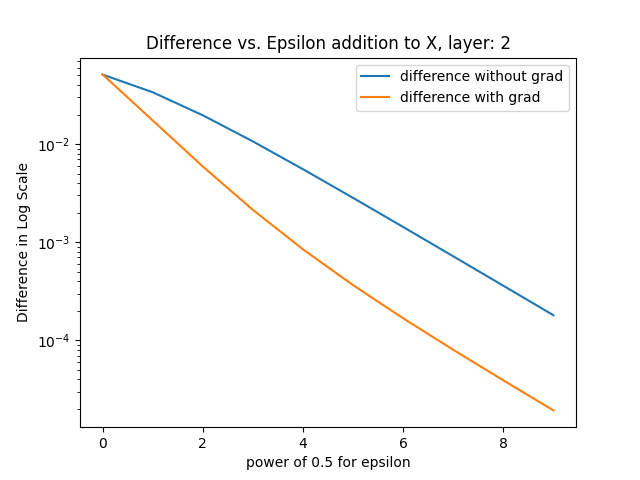 Difference vs. Epsilon addition to X, layer: 2
difference without grad
difference with grad
Difference in Log Scale
10⁻²
10⁻³
10⁻⁴
0 2 4 6 8
power of 0.5 for epsilon